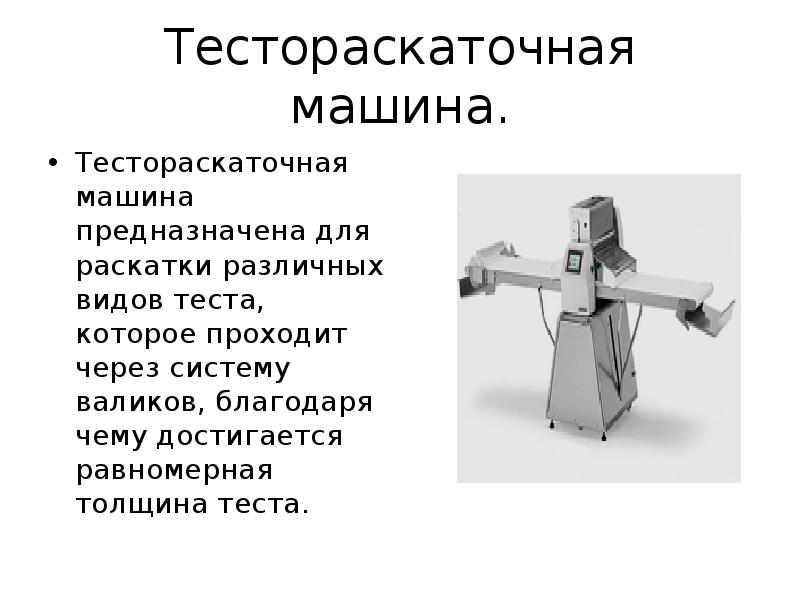 Тестораскаточная
машина.
• Тестораскаточная
машина
предназначена для
раскатки различных
видов теста,
которое проходит
через систему
валиков, благодаря
чему достигается
равномерная
толщина теста.